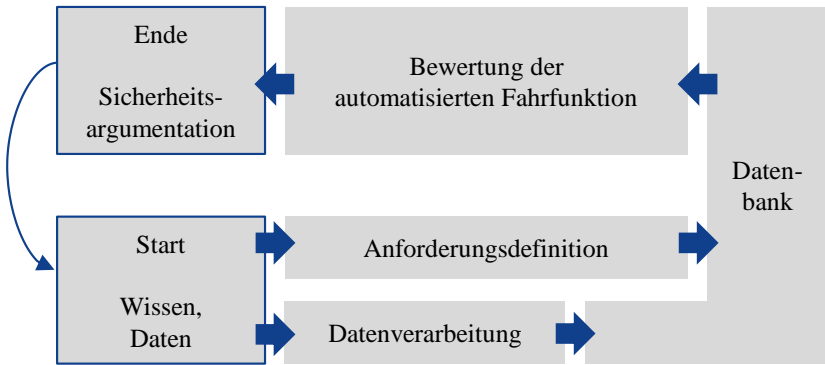 Ende
Sicherheits-
argumentation
Bewertung der
automatisierten Fahrfunktion
Daten-
bank
Start
Wissen,
Daten
Anforderungsdefinition
Datenverarbeitung